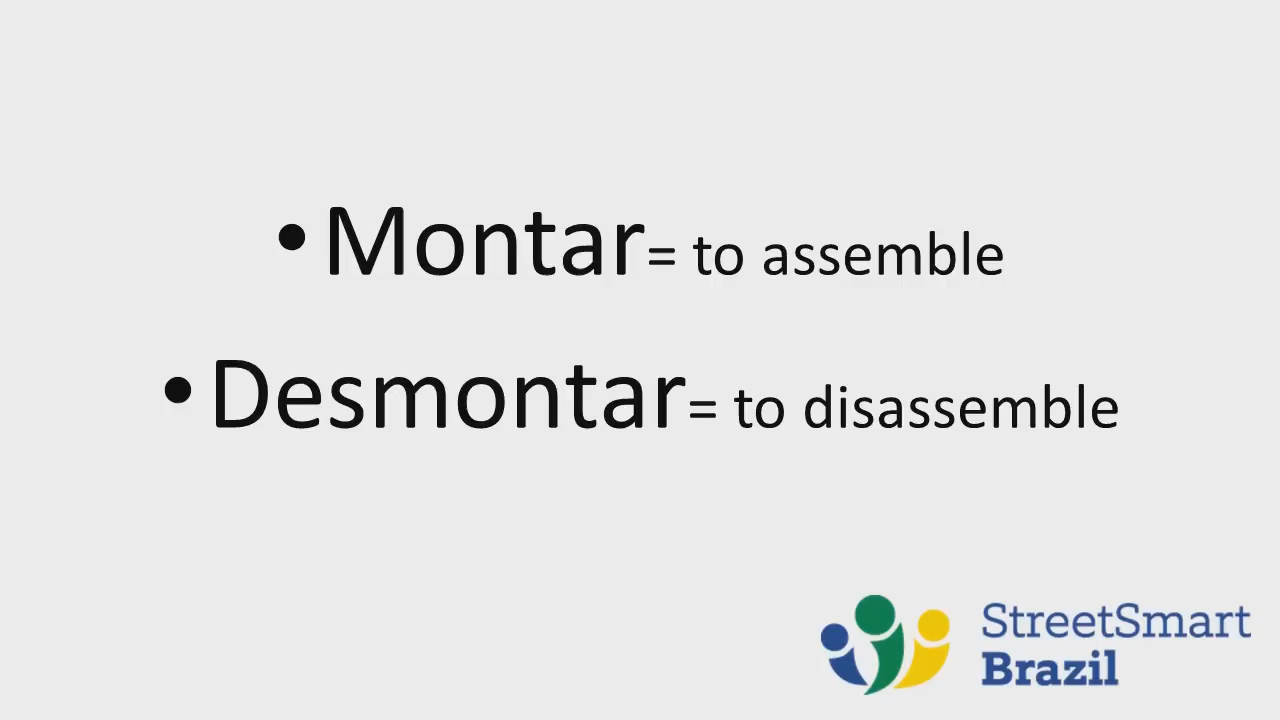 • Montar= to assemble
• Desmontar= to disassemble
StreetSmart
Brazil